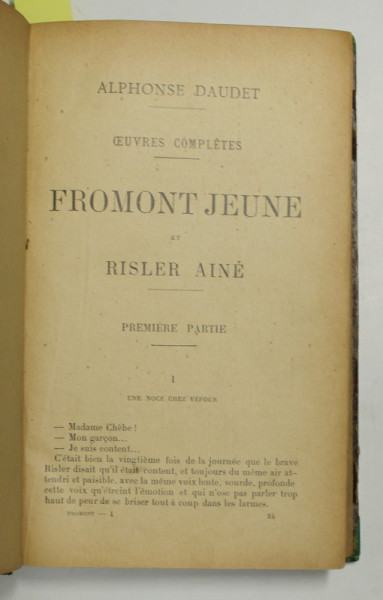 ALPHONSE DAUDET
ŒUVRES COMPLÈTES
FROMONT JEUNE
ET
RISLER AINÉ
PREMIÈRE PARTIE
I
UNE NOCE CHEZ VÉFOUR
— Madame Chèbe !
— Mon garçon...
— Je suis content...
C'était bien la vingtième fois de la journée que le brave
Risler disait qu'il était content, et toujours du même air at-
tendri et paisible, avec la même voix lente, sourde, profonde
cette voix qu'étreint l'émotion et qui n'ose pas parler trop
haut de peur de se briser tout à coup dans les larmes.
FROMONT — 1
24